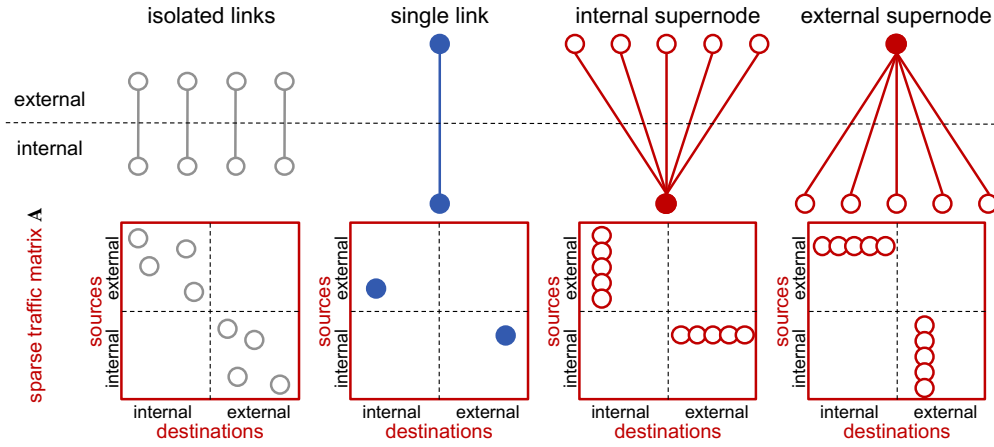 isolated links
single link
internal supernode
external supernode
external
internal
sparse traffic matrix A
sources
external
internal
internal external
destinations
sources
external
internal
internal external
destinations
sources
external
internal
internal external
destinations
sources
external
internal
internal external
destinations